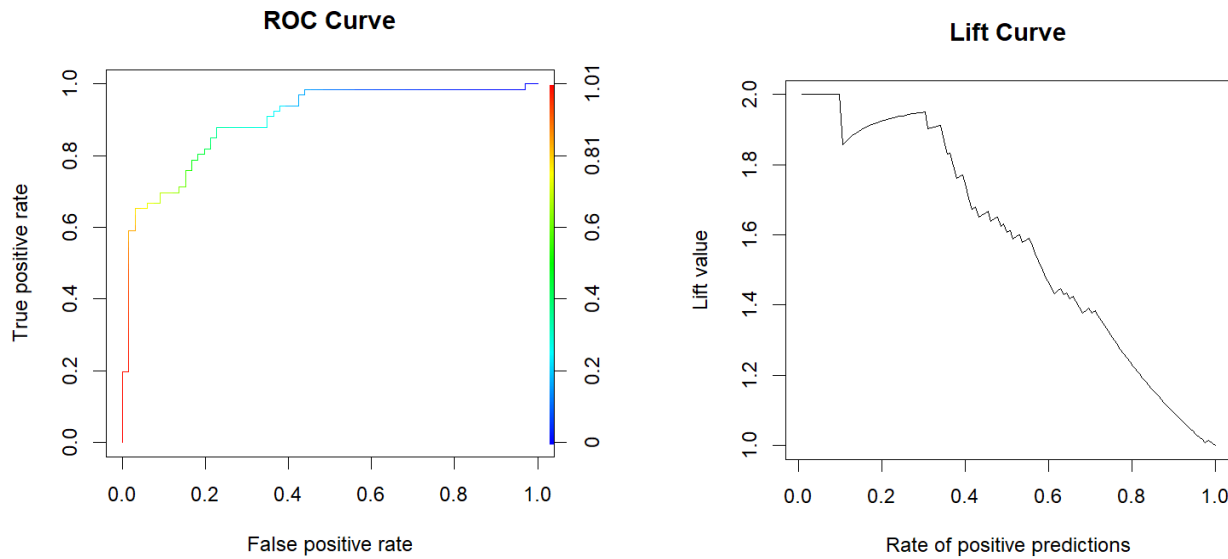 ROC Curve
True positive rate
0.0 0.2 0.4 0.6 0.8 1.0
0 0.2 0.4 0.6 0.81 1.01
0.0 0.2 0.4 0.6 0.8 1.0
False positive rate
Lift Curve
Lift value
1.0 1.2 1.4 1.6 1.8 2.0
0.0 0.2 0.4 0.6 0.8 1.0
Rate of positive predictions